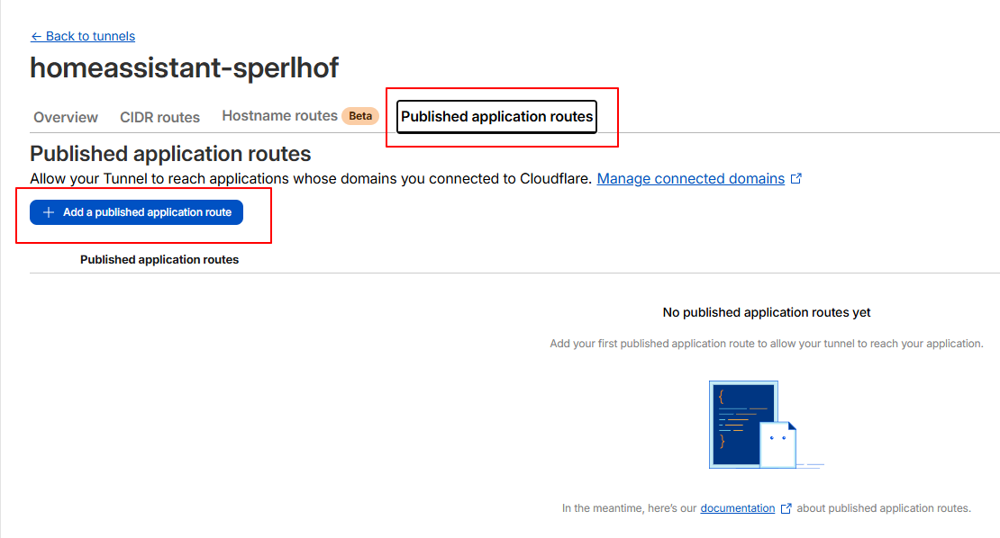 ← Back to tunnels
homeassistant-sperlhof
Overview CIDR routes Hostname routes Beta Published application routes
Published application routes
Allow your Tunnel to reach applications whose domains you connected to Cloudflare. Manage connected domains
+ Add a published application route
Published application routes
No published application routes yet
Add your first published application route to allow your tunnel to reach your application.
{
}
In the meantime, here's our documentation about published application routes.